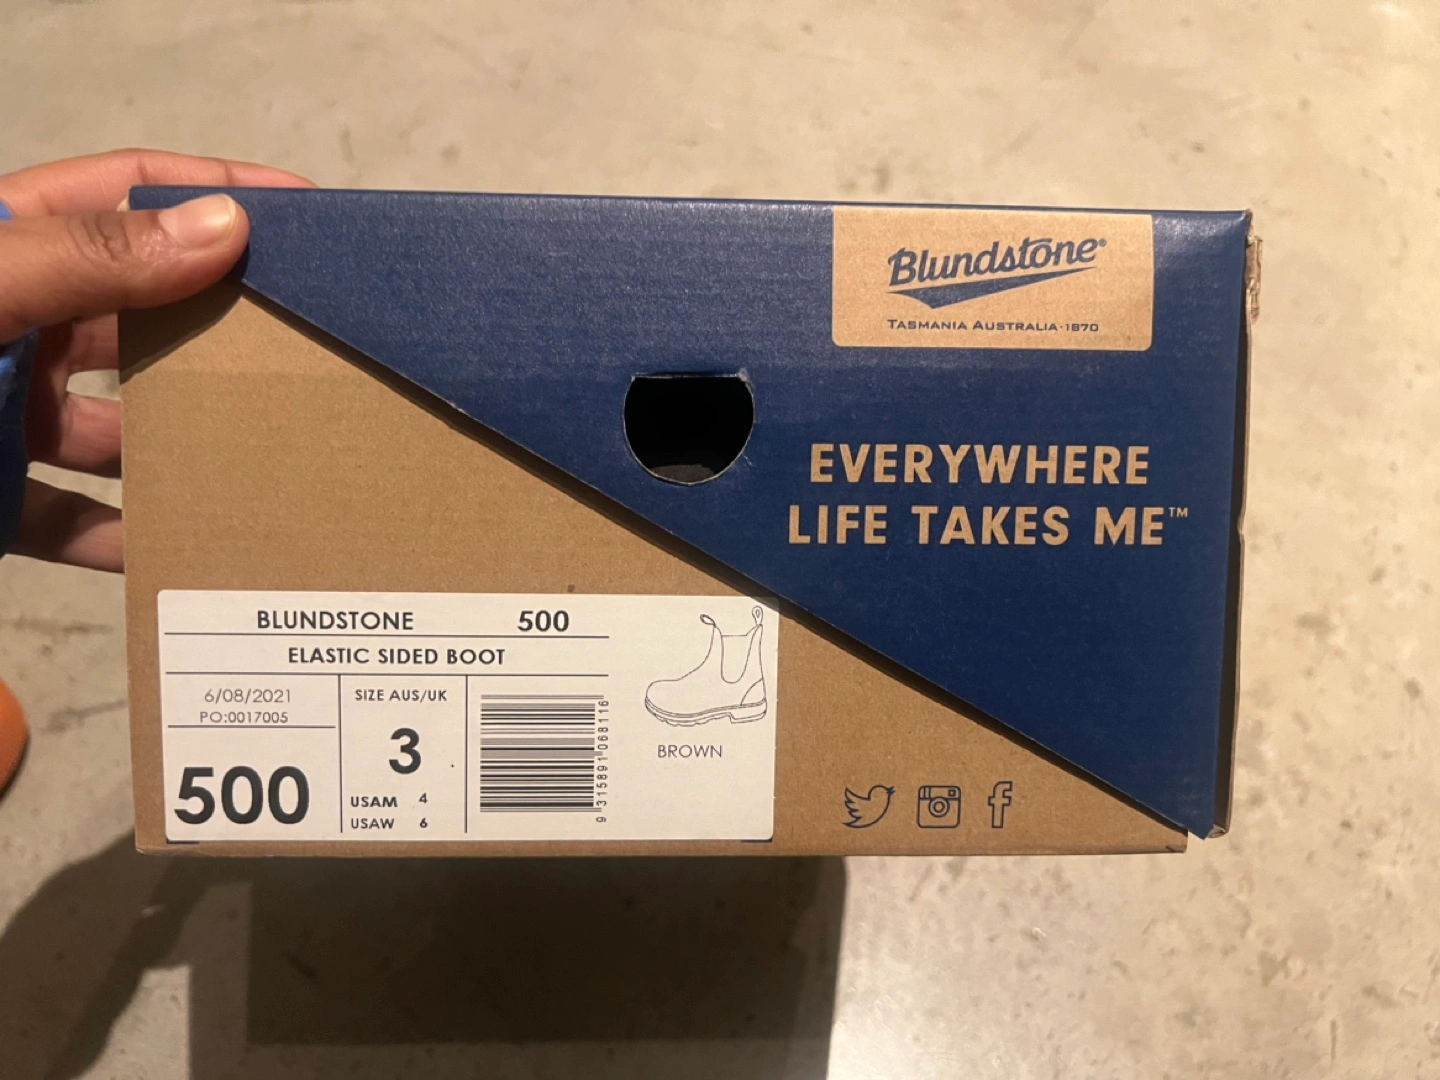 Blundstone®
TASMANIA AUSTRALIA·1870
EVERYWHERE
LIFE TAKES ME™
BLUNDSTONE 500
ELASTIC SIDED BOOT
6/08/2021
PO:0017005
500
SIZE AUS/UK
3
USAM 4
USAW 6
9 315891 068116
BROWN